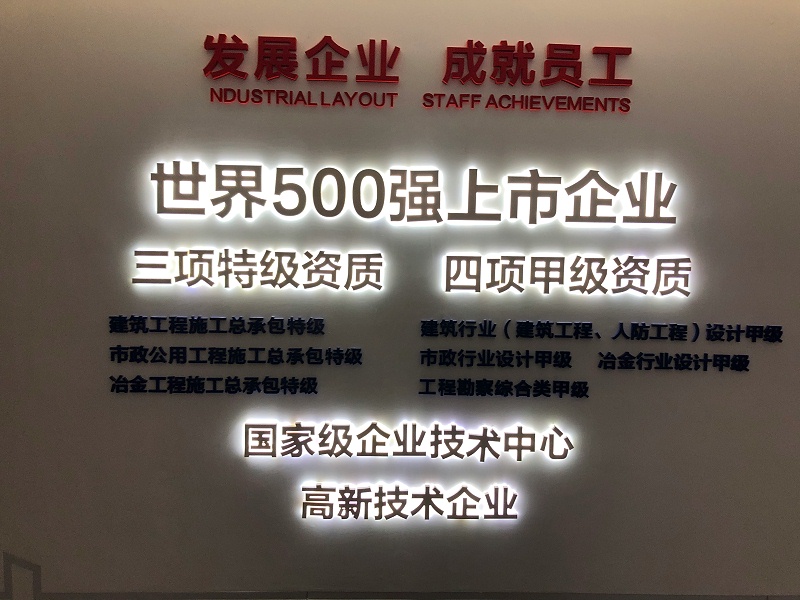 发展企业 成就员工
NDUSTRIAL LAYOUT STAFF ACHIEVEMENTS
世界500强上市企业
三项特级资质 四项甲级资质
建筑工程施工总承包特级
市政公用工程施工总承包特级
冶金工程施工总承包特级
建筑行业(建筑工程、人防工程)设计甲级
市政行业设计甲级 冶金行业设计甲级
工程勘察综合类甲级
国家级企业技术中心
高新技术企业